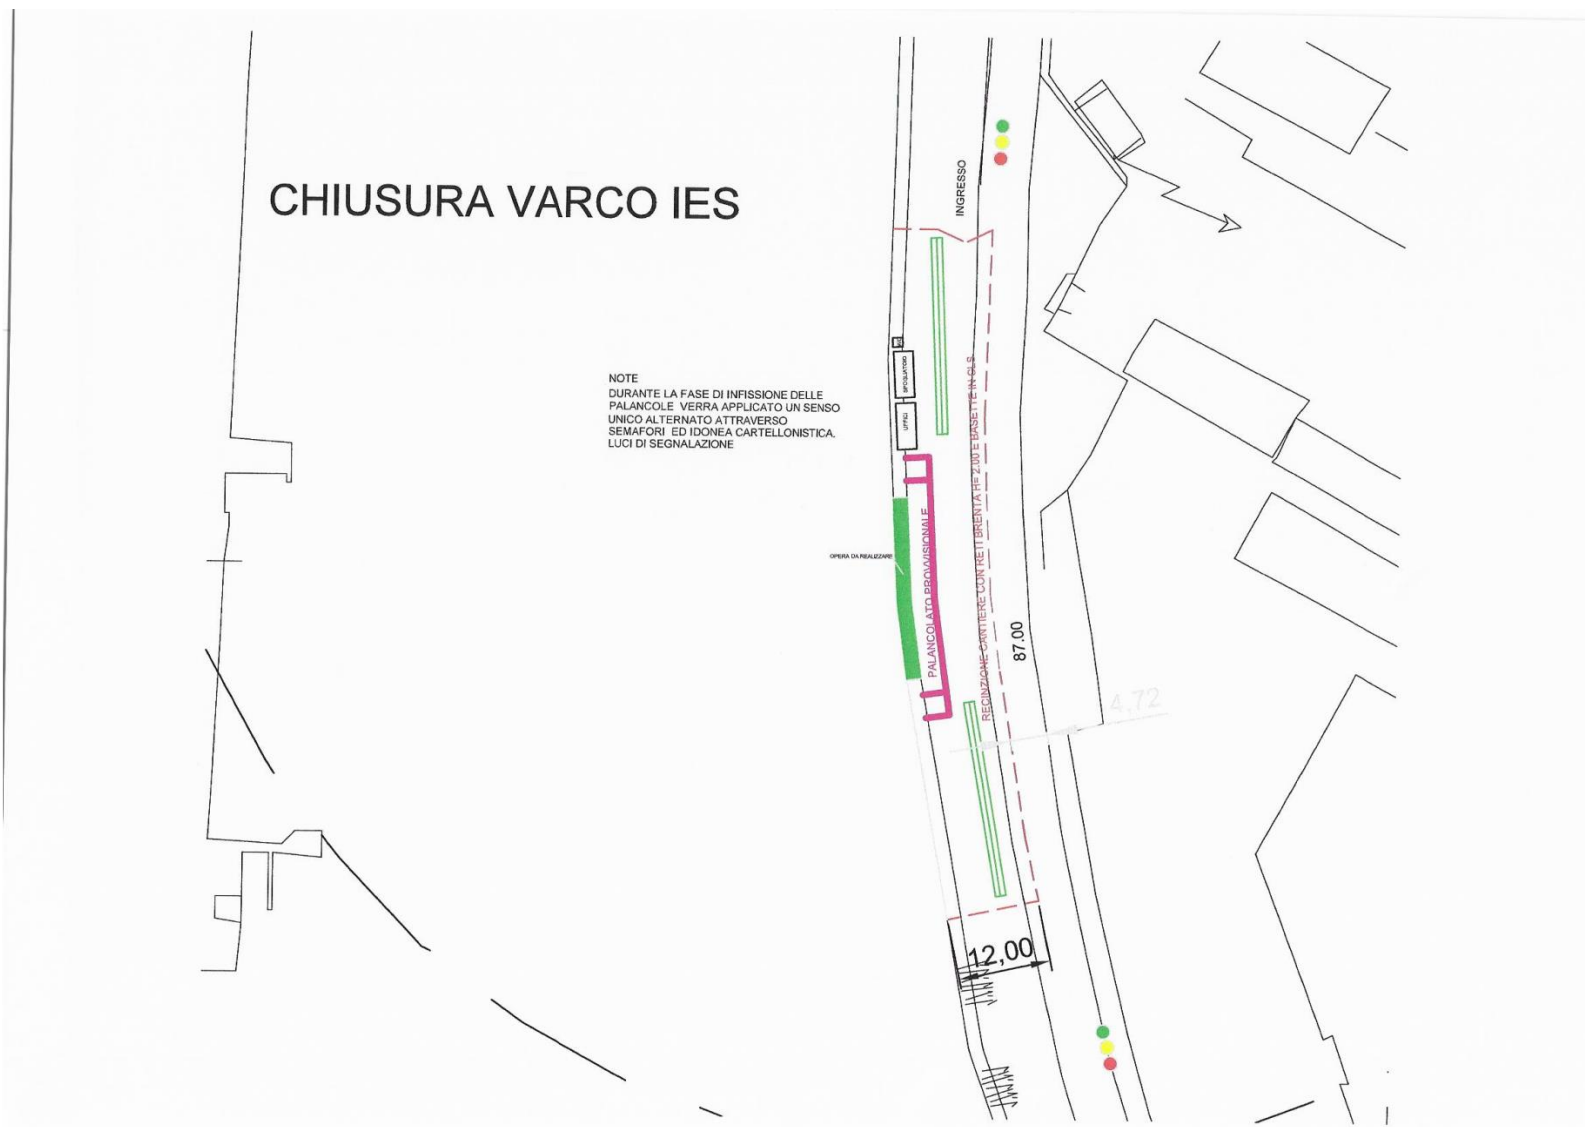 CHIUSURA VARCO IES
INGRESSO
NOTE
DURANTE LA FASE DI INFISSIONE DELLE
PALANCOLE VERRA APPLICATO UN SENSO
UNICO ALTERNATO ATTRAVERSO
SEMAFORI ED IDONEA CARTELLONISTICA.
LUCI DI SEGNALAZIONE
SPOGLIATOIO
UFFICI
OPERA DA REALIZZARE
PALANCOLATO PROVVISIONALE
RECINZIONE CANTIERE CON RETI BRENTA H= 2.00 E BASETTE IN CLS
87.00
4.72
12,00